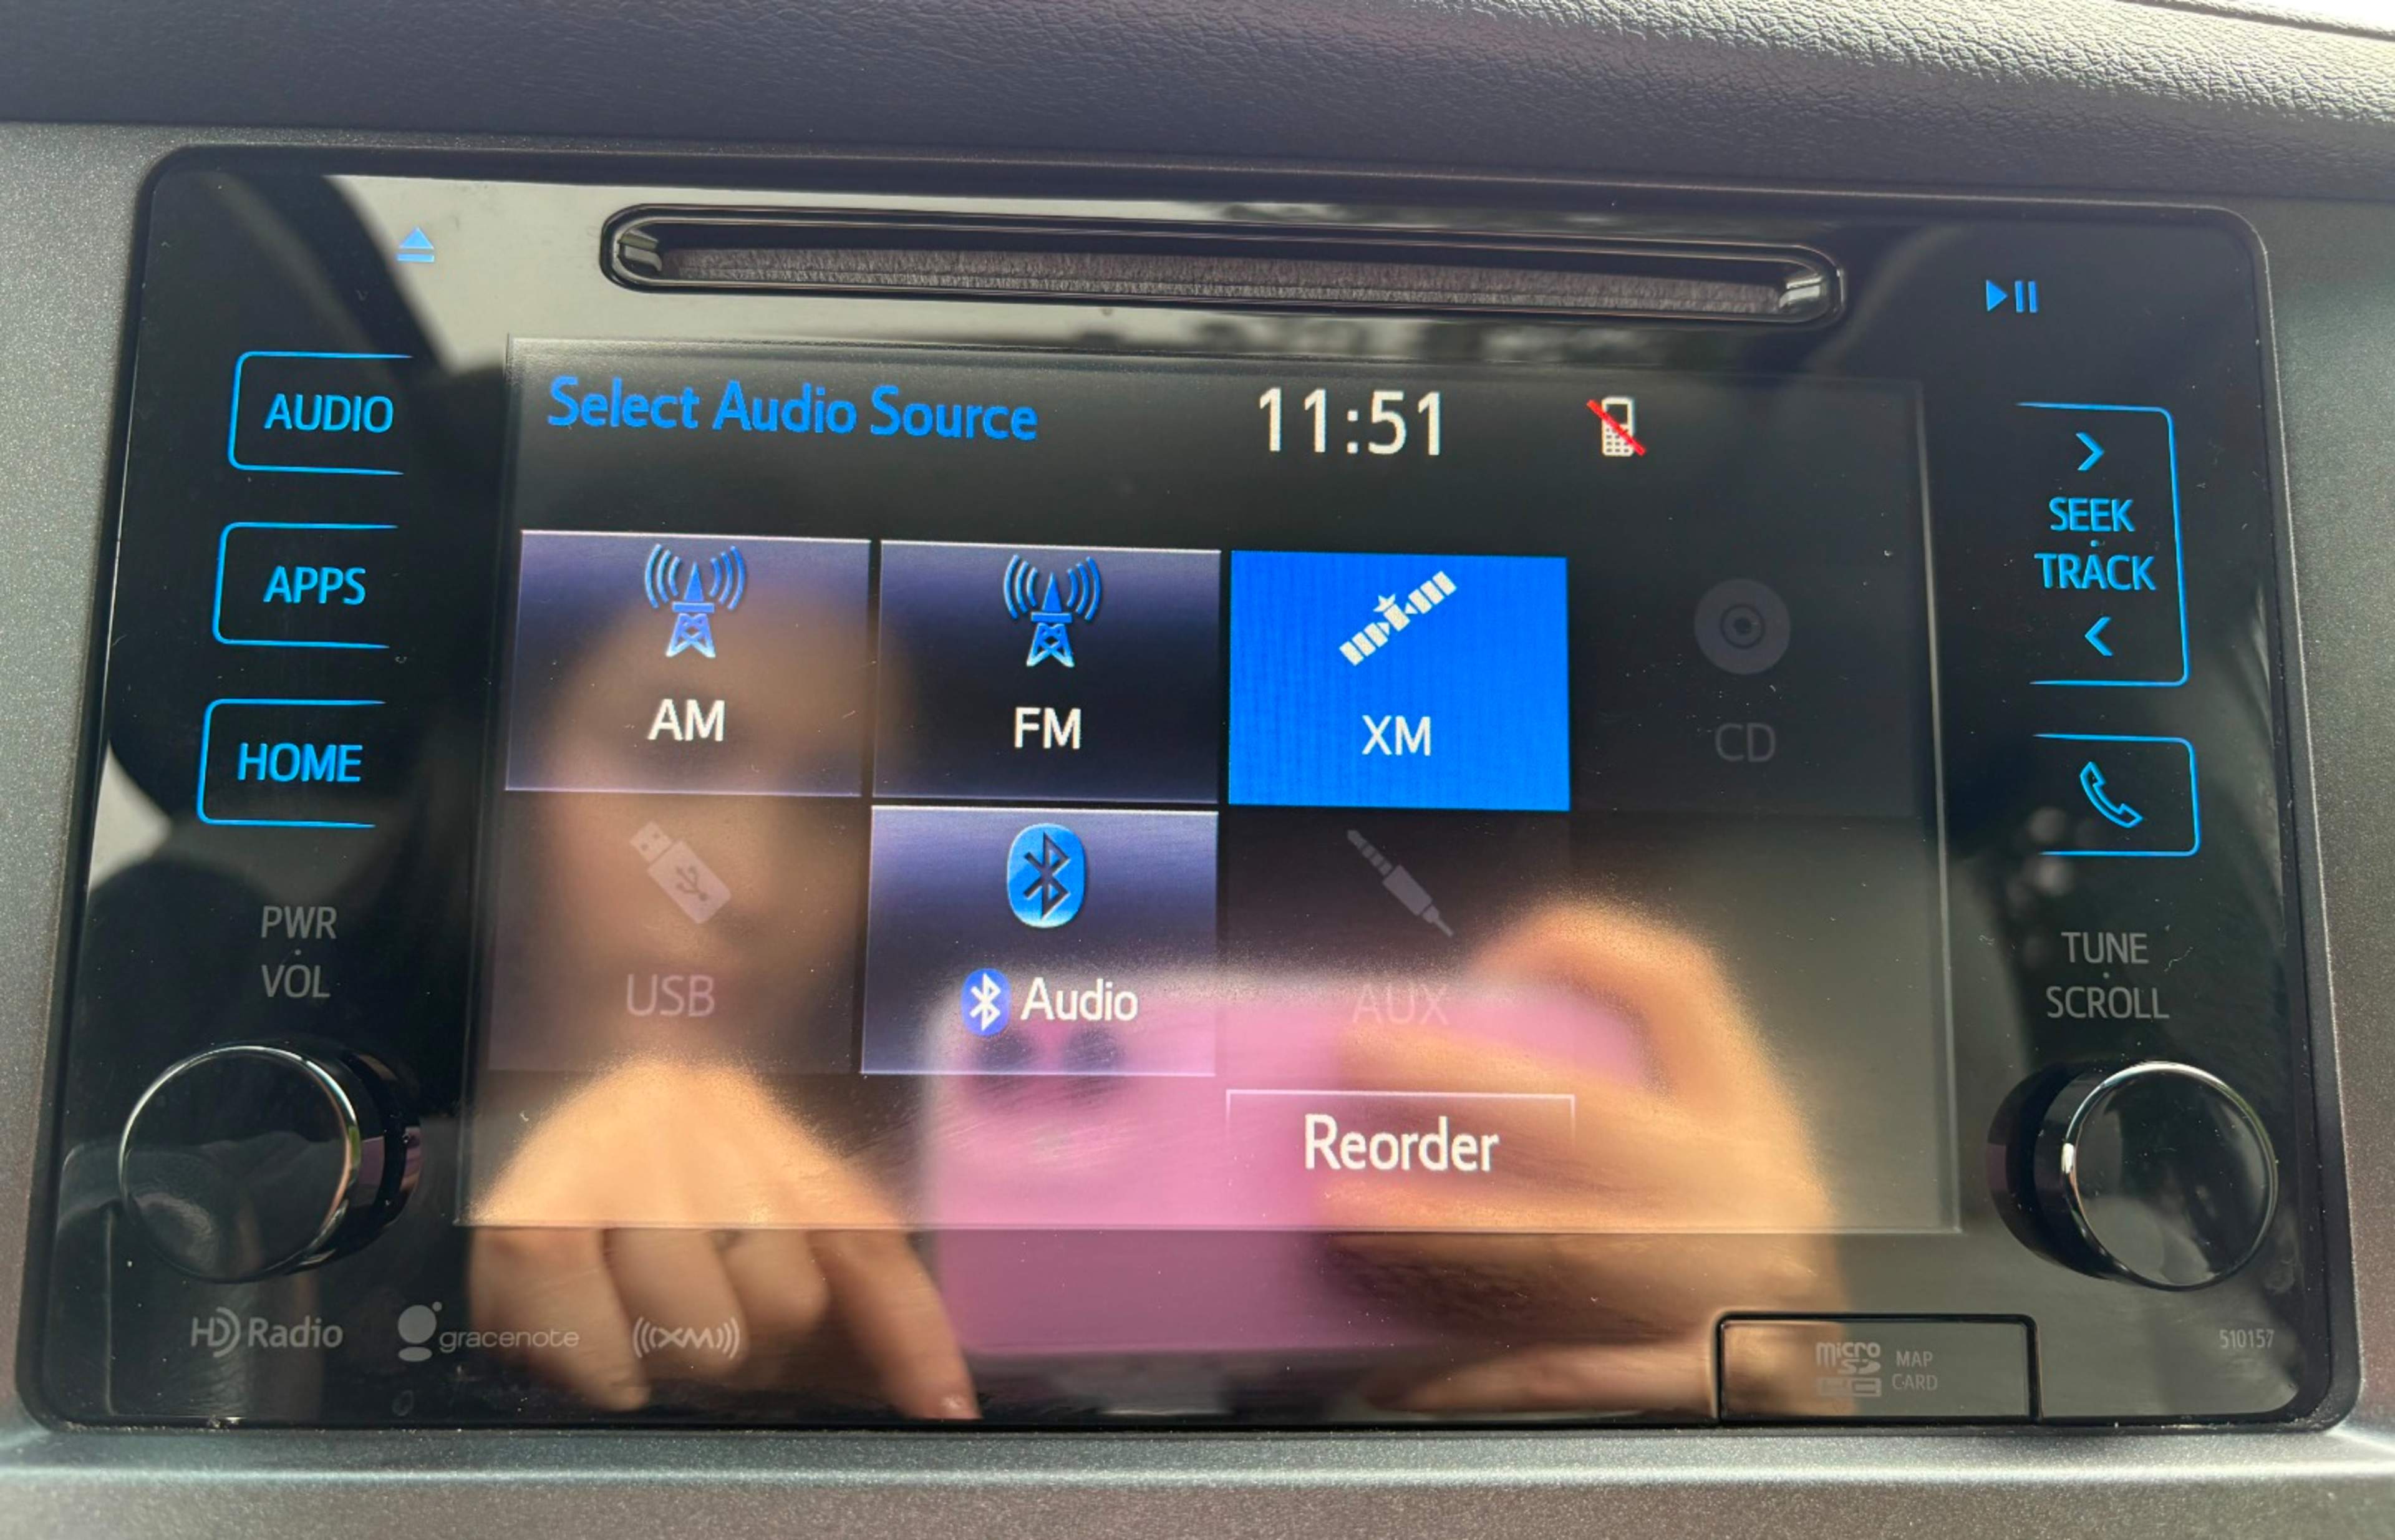 AUDIO
APPS
HOME
PWR
VOL
Select Audio Source
11:51
AM
FM
XM
CD
USB
Audio
AUX
Reorder
SEEK
TRACK
TUNE
SCROLL
HD Radio
gracenote
((XM))
micro
SD
HC
MAP
CARD
510157